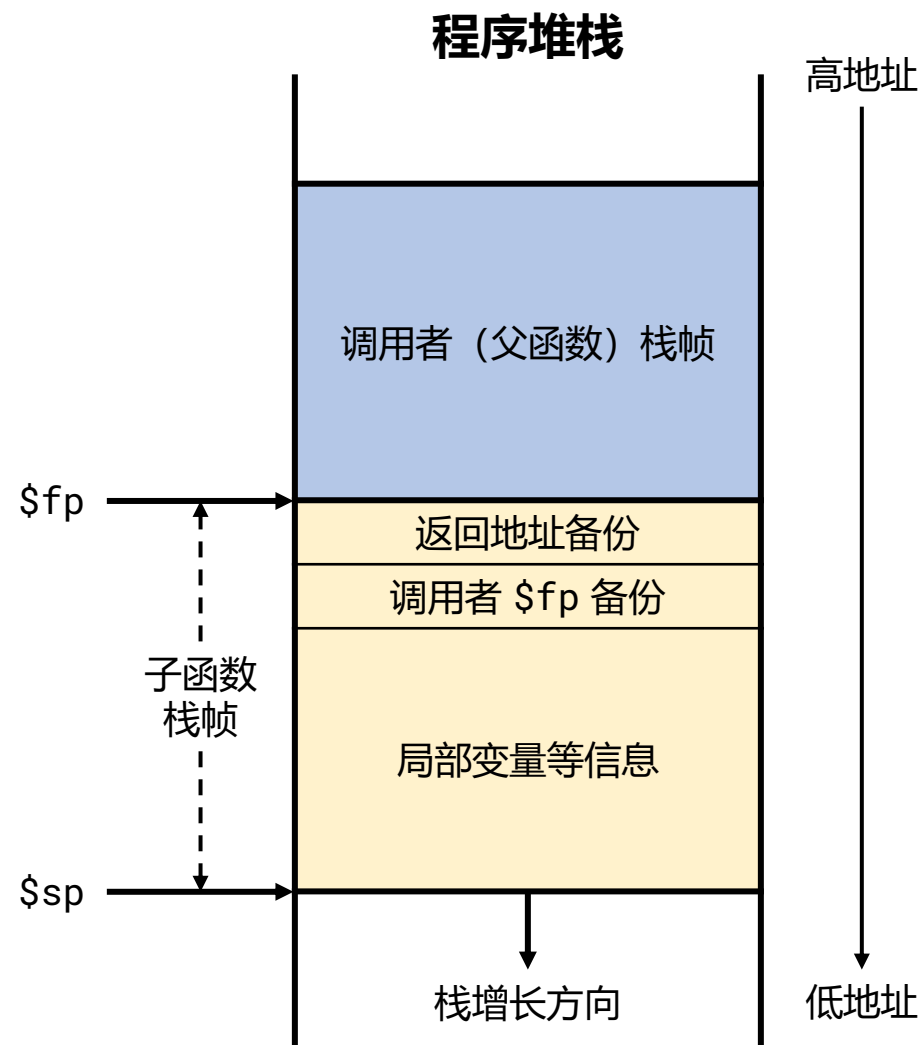 程序堆栈
高地址
调用者（父函数）栈帧
$fp
返回地址备份
调用者 $fp 备份
子函数
栈帧
局部变量等信息
$sp
栈增长方向
低地址